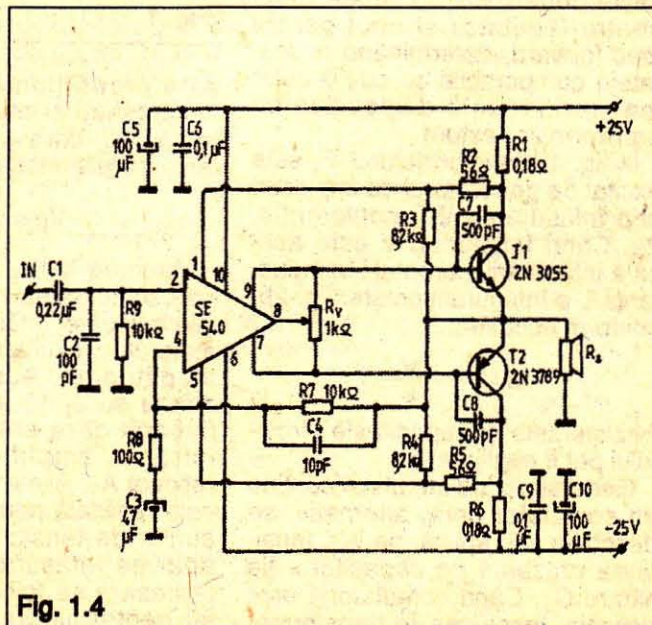 C5
100
µF
C6
0,1µF
+25V
R1
0,18Ω
R2
56Ω
C7
500pF
R3
82kΩ
J1
2N 3055
IN
C1
0,22µF
C2
100
pF
R9
10kΩ
1
10
2
9
SE
540
8
4
7
6
5
Rv
1kΩ
T2
2N3789
Rs
R7 10kΩ
C4
10pF
C8
500pF
R8
100Ω
R4
82kΩ
R5
56Ω
C3
47
µF
R6
0,18Ω
C9
0,1
µF
C10
100
µF
-25V
Fig. 1.4